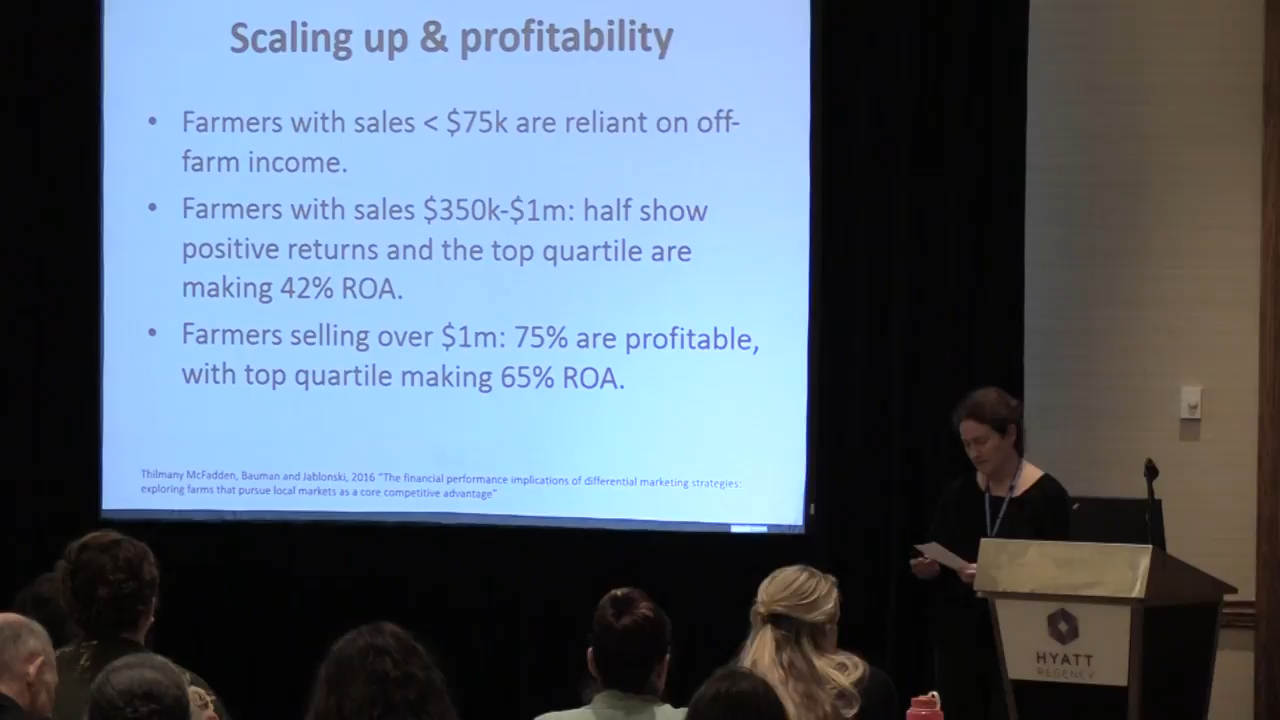 Scaling up & profitability
• Farmers with sales < $75k are reliant on off-
farm income.
• Farmers with sales $350k-$1m: half show
positive returns and the top quartile are
making 42% ROA.
• Farmers selling over $1m: 75% are profitable,
with top quartile making 65% ROA.
Thilmany McFadden, Bauman and Jablonski, 2016 "The financial performance implications of differential marketing strategies:
exploring farms that pursue local markets as a core competitive advantage"
HYATT
REGENCY